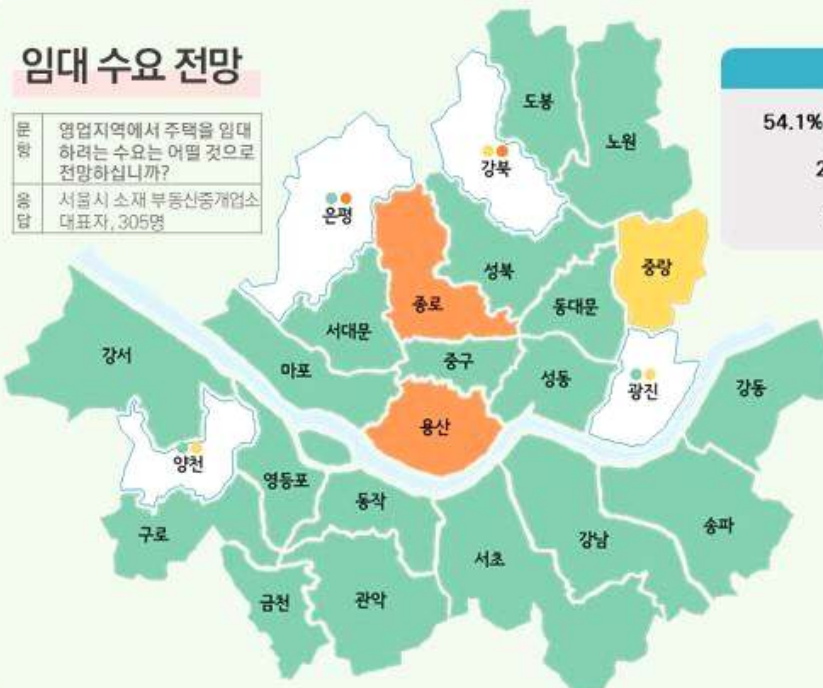 임대 수요 전망
문항
영업지역에서 주택을 임대
하려는 수요는 어떨 것으로
전망하십니까?
응답
서울시 소재 부동산중개업소
대표자, 305명
54.1%
2
도봉
노원
강북
은평
성북
중랑
종로
동대문
서대문
강서
마포
중구
성동
광진
강동
용산
양천
영등포
동작
구로
서초
강남
송파
금천
관악